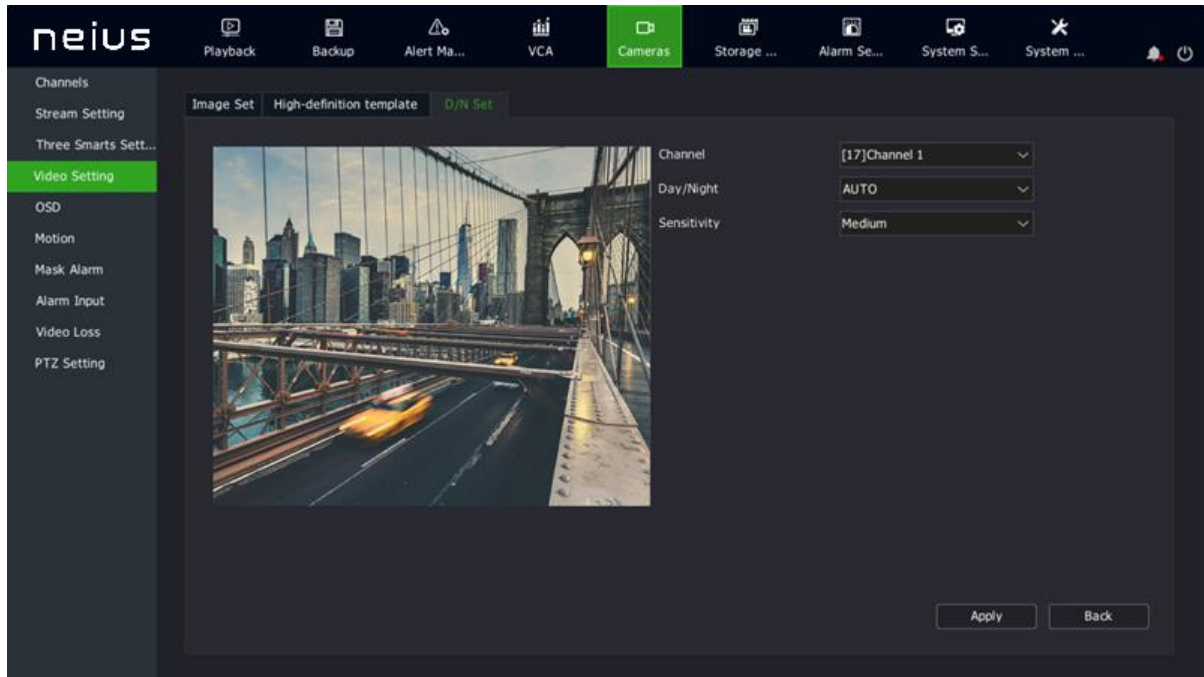 neius
Playback
Backup
Alert Ma...
VCA
Cameras
Storage ...
Alarm Se...
System S...
System ...
Channels
Stream Setting
Three Smarts Sett...
Video Setting
OSD
Motion
Mask Alarm
Alarm Input
Video Loss
PTZ Setting
Image Set
High-definition template
D/N Set
Channel
[17]Channel 1
Day/Night
AUTO
Sensitivity
Medium
Apply
Back